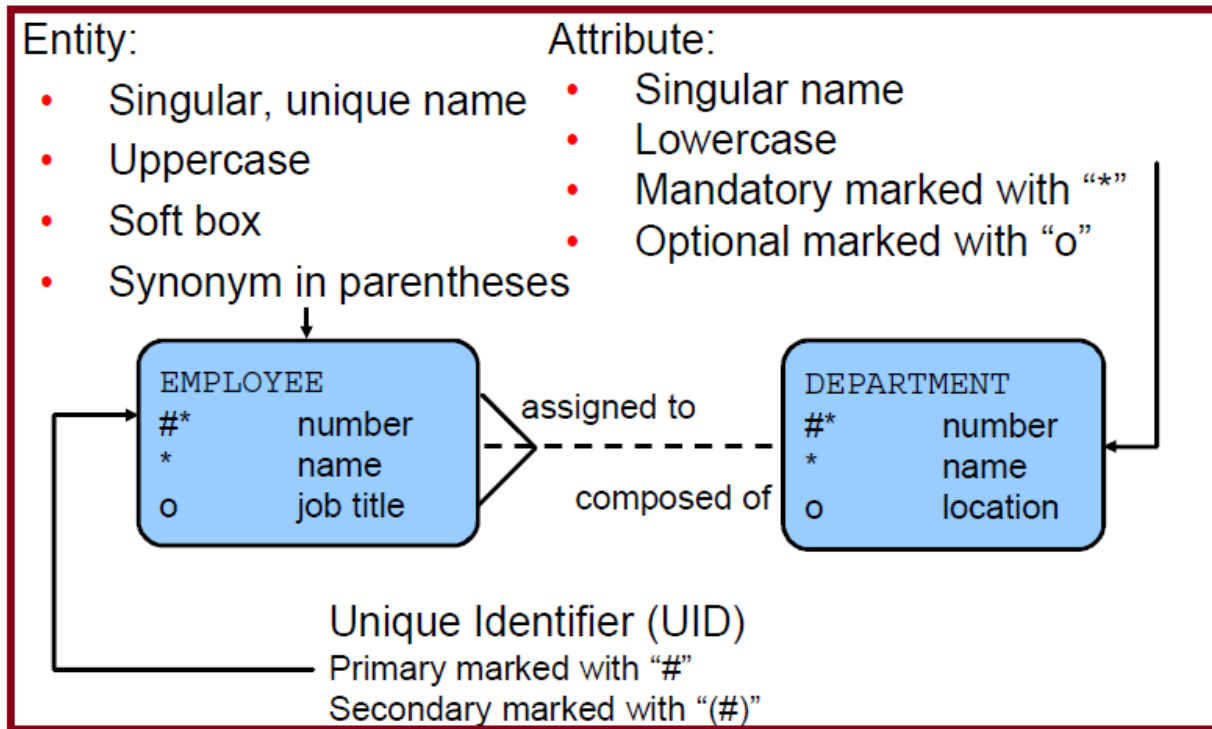 Entity:
• Singular, unique name
• Uppercase
• Soft box
• Synonym in parentheses
Attribute:
• Singular name
• Lowercase
• Mandatory marked with “*”
• Optional marked with “o”
EMPLOYEE
#* number
* name
o job title
assigned to
composed of
DEPARTMENT
#* number
* name
o location
Unique Identifier (UID)
Primary marked with “#”
Secondary marked with “(#)”